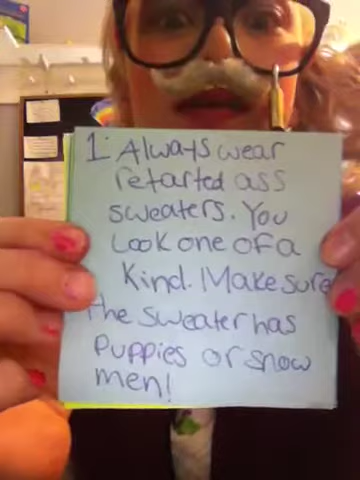 1. Always wear
retarted ass
sweaters. You
Look one of a
Kind. Make sure
the sweater has
puppies or snow
men!